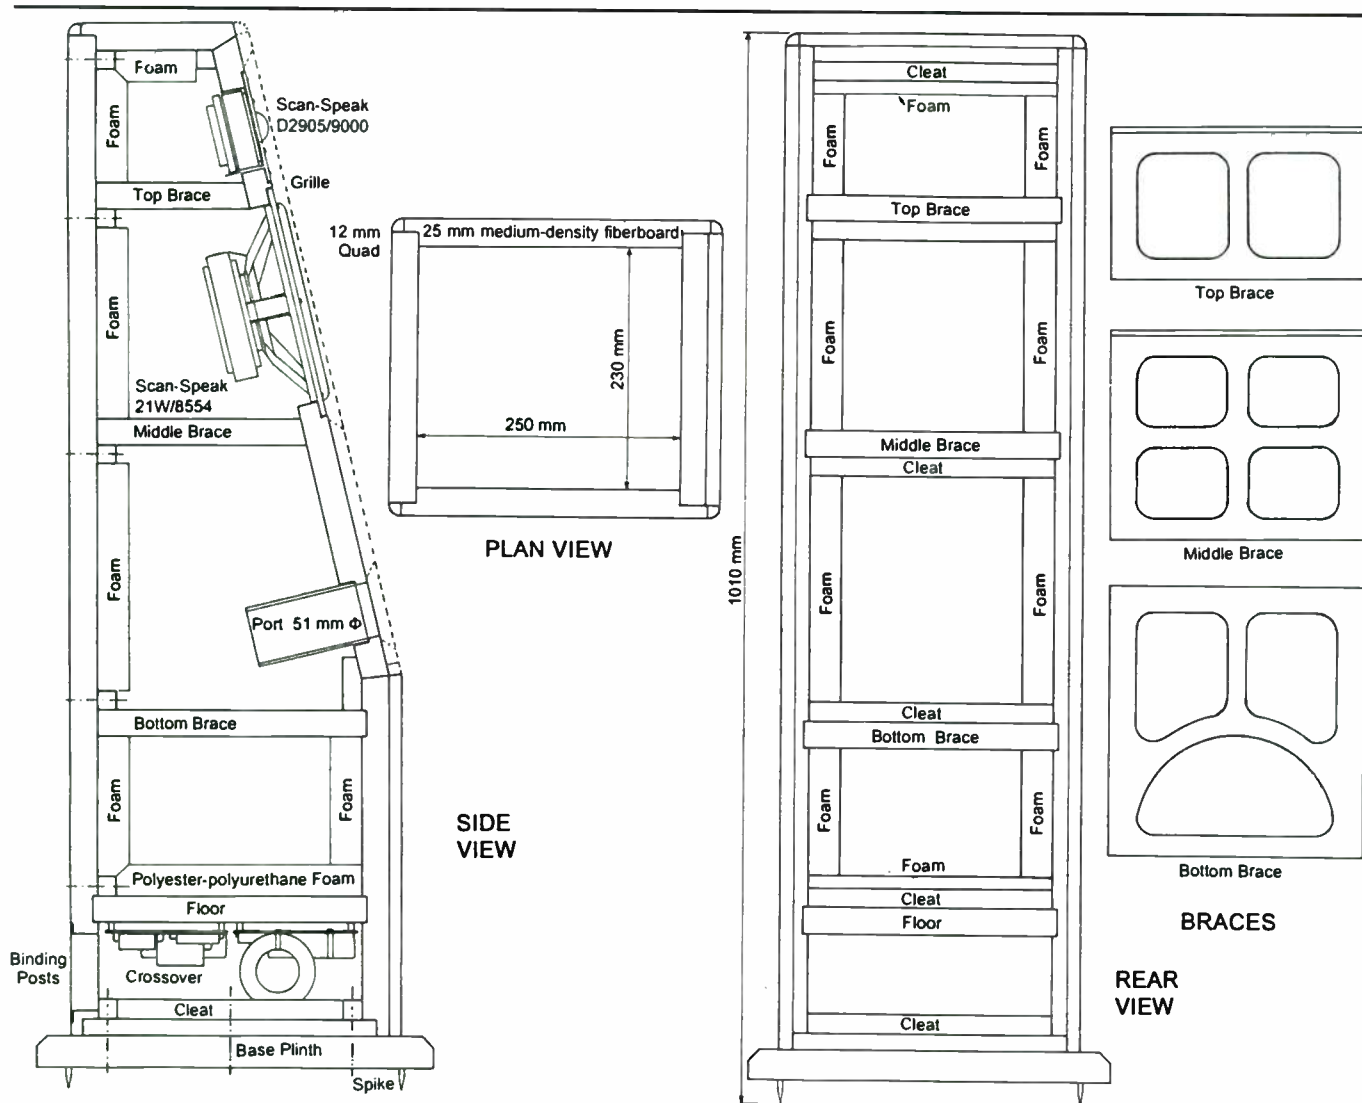 Foam
Foam
Scan-Speak
D2905/9000
Grille
Top Brace
Foam
Scan-Speak
21W/8554
Middle Brace
Foam
Port 51 mm Φ
Bottom Brace
Foam
Foam
Polyester-polyurethane Foam
Floor
Binding
Posts
Crossover
Cleat
Base Plinth
Spike
SIDE
VIEW
12 mm
Quad
25 mm medium-density fiberboard
230 mm
250 mm
PLAN VIEW
1010 mm
Cleat
Foam
Foam
Foam
Top Brace
Foam
Foam
Middle Brace
Cleat
Foam
Foam
Cleat
Bottom Brace
Foam
Foam
Foam
Cleat
Floor
Cleat
REAR
VIEW
Top Brace
Middle Brace
Bottom Brace
BRACES